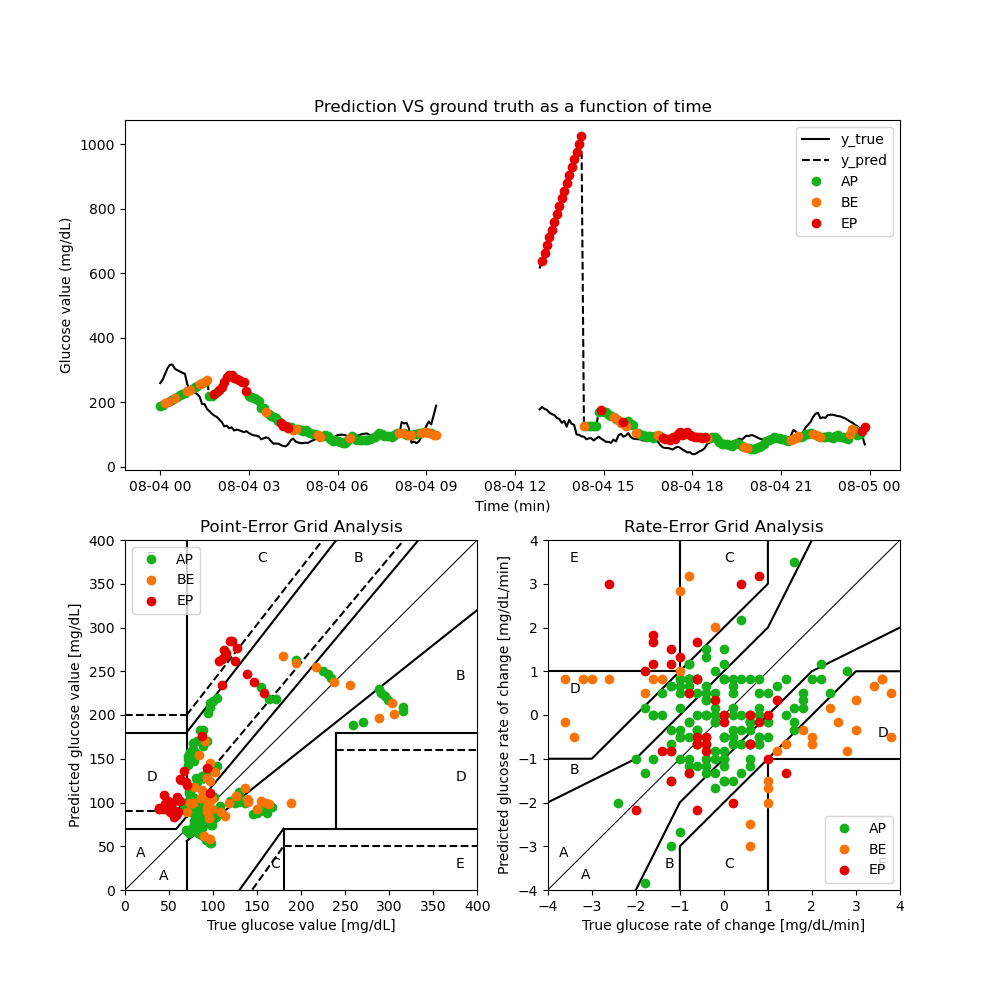 Prediction VS ground truth as a function of time
Glucose value (mg/dL)
1000
800
600
400
200
0
y_true
y_pred
AP
BE
EP
08-04 00 08-04 03 08-04 06 08-04 09 08-04 12 08-04 15 08-04 18 08-04 21 08-05 00
Time (min)
Point-Error Grid Analysis
Predicted glucose value [mg/dL]
400
350
300
250
200
150
100
50
0
AP
BE
EP
E
C
B
B
D
D
A
A
C
E
0 50 100 150 200 250 300 350 400
True glucose value [mg/dL]
Rate-Error Grid Analysis
Predicted glucose rate of change [mg/dL/min]
4
3
2
1
0
−1
−2
−3
−4
E
C
D
D
B
A
A
B
C
E
AP
BE
EP
−4 −3 −2 −1 0 1 2 3 4
True glucose rate of change [mg/dL/min]